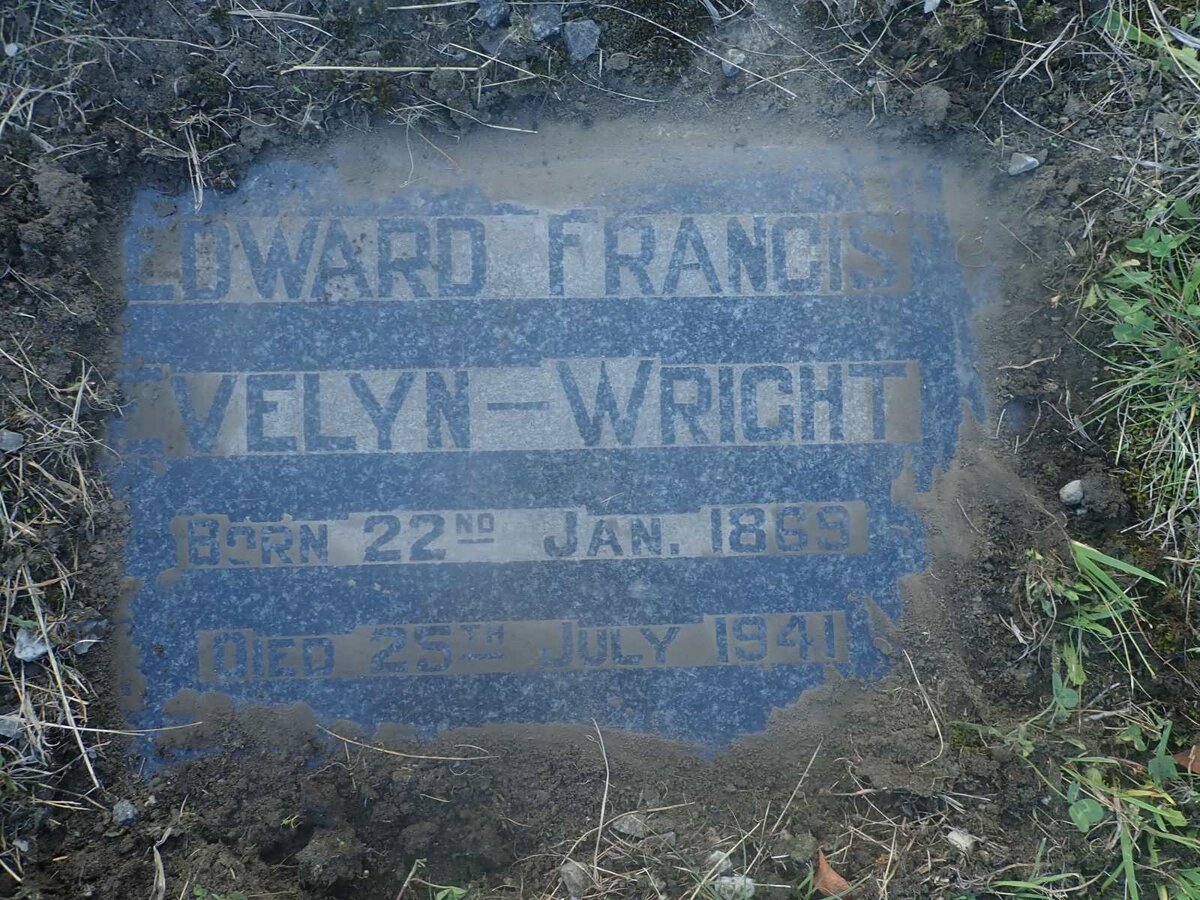 EDWARD FRANCIS
EVELYN-WRIGHT
BORN 22ND JAN. 1869
DIED 25TH JULY 1941